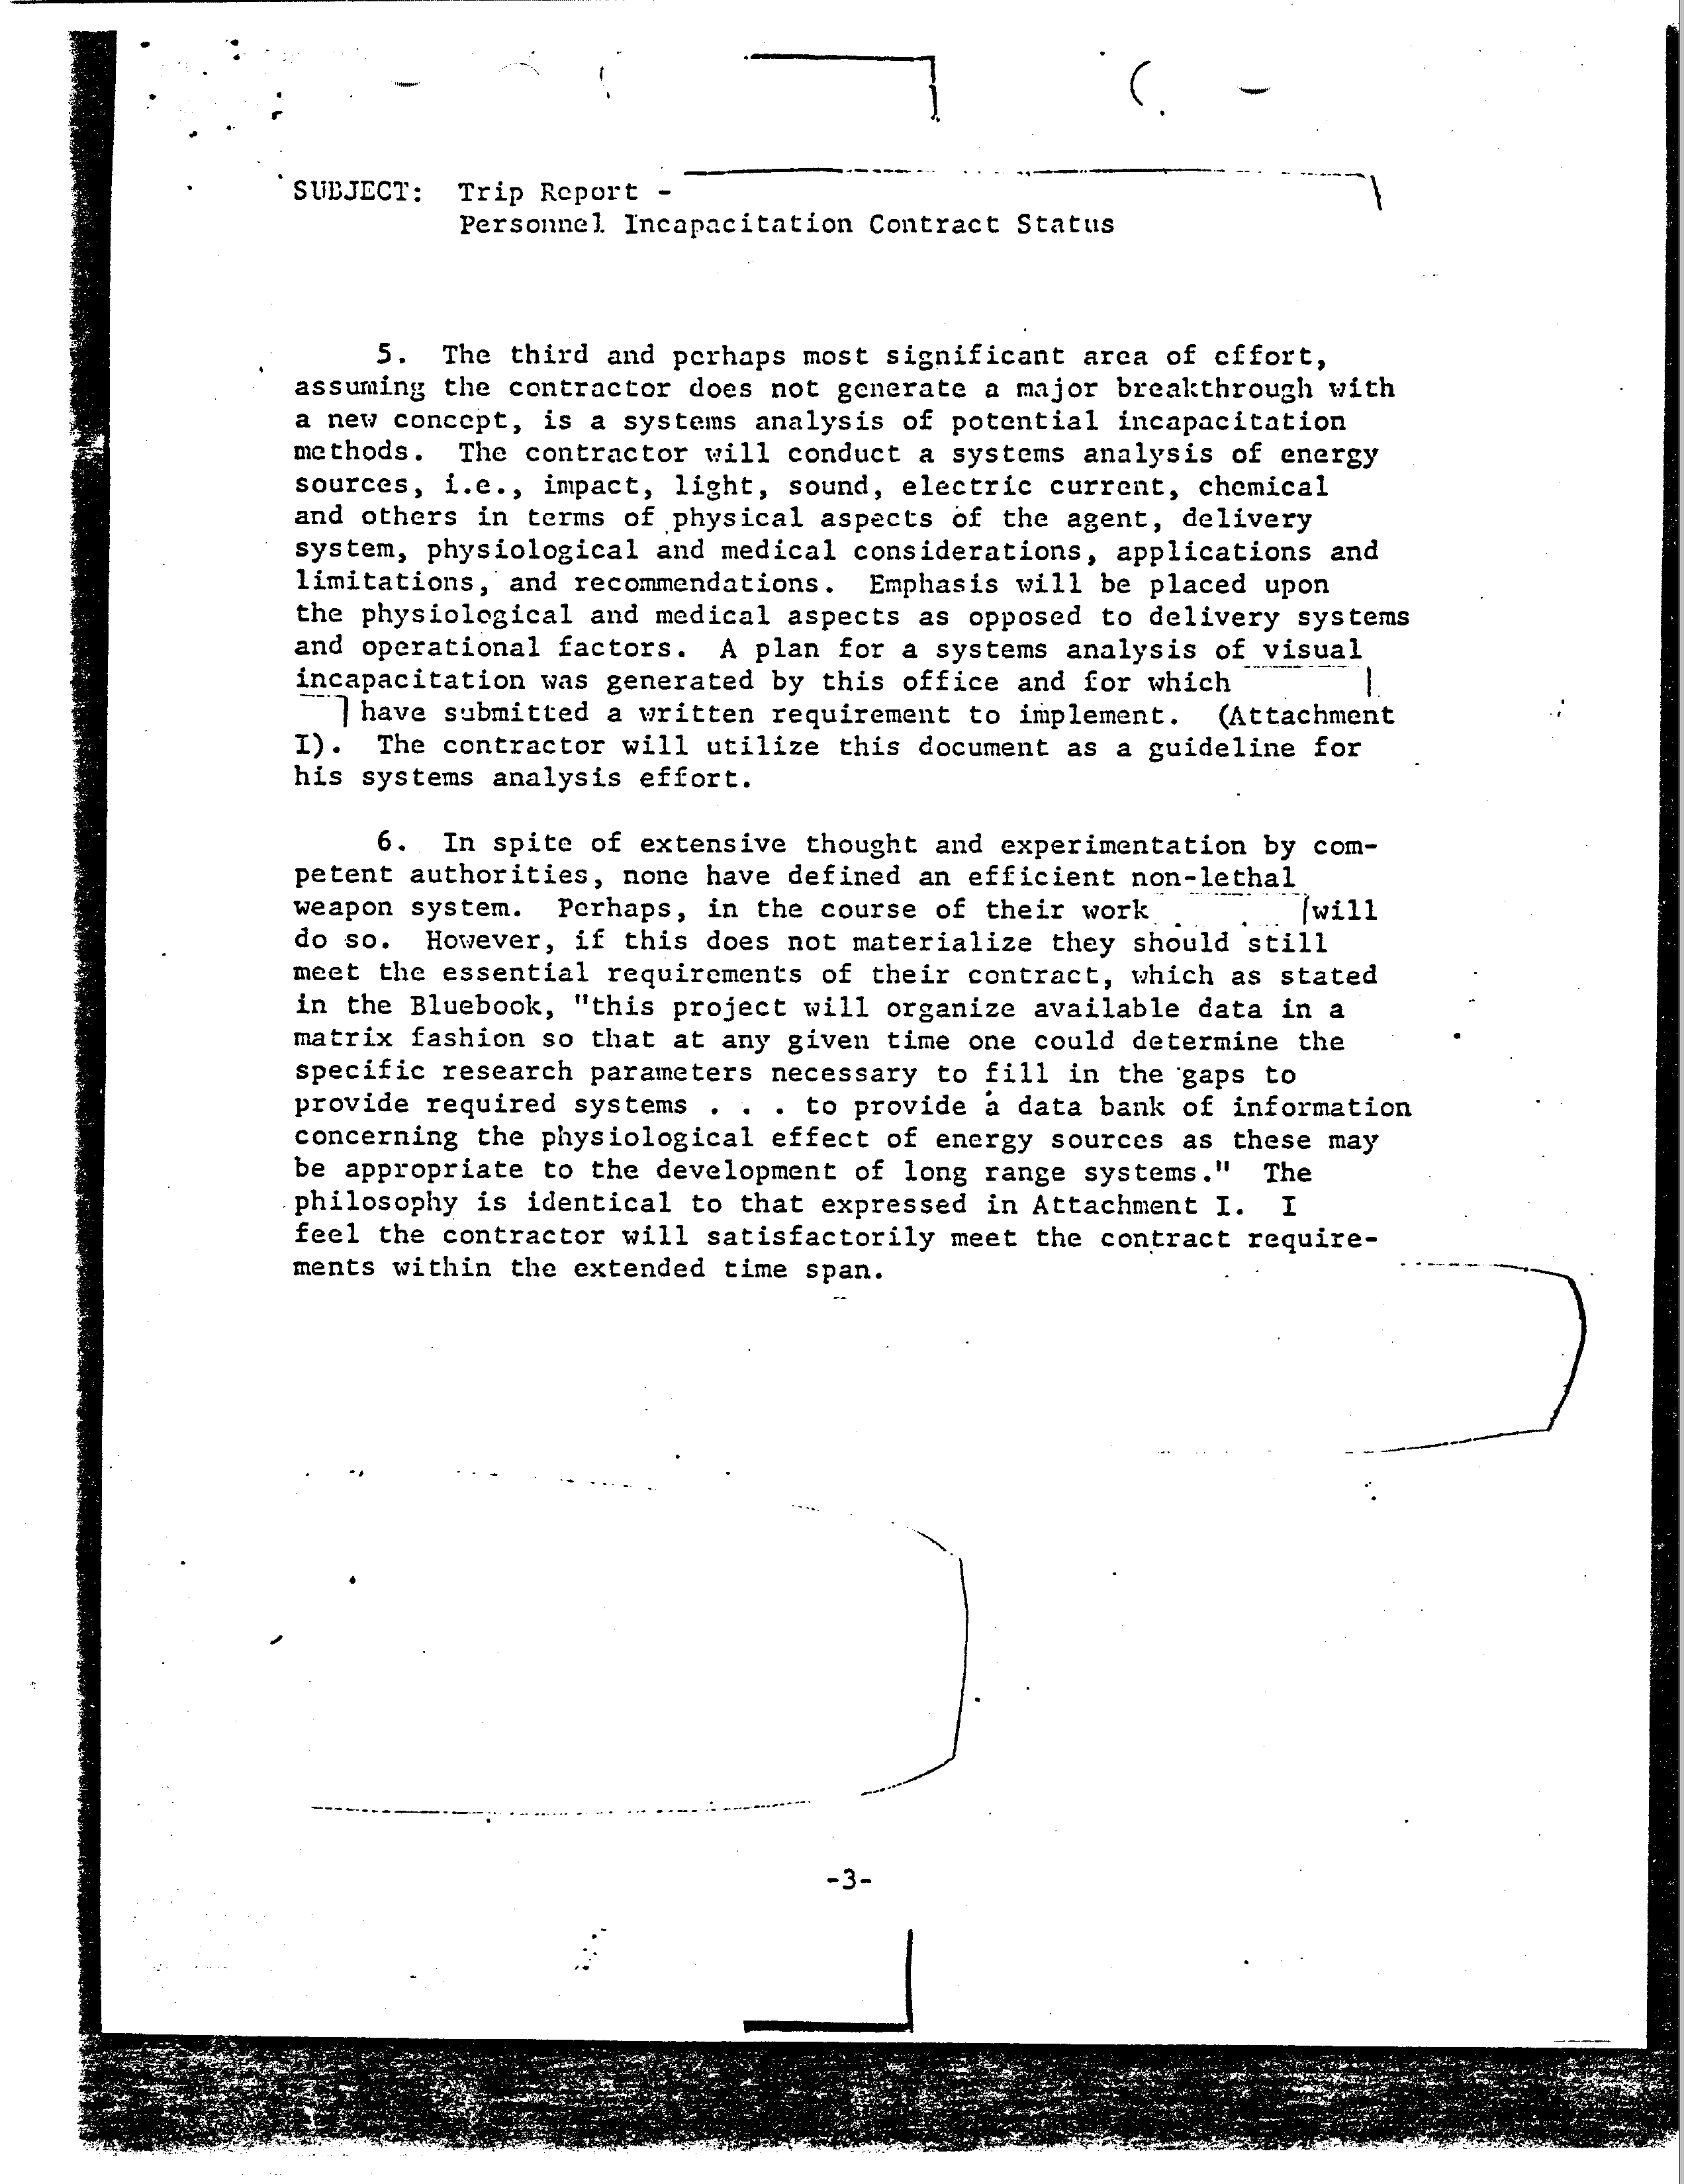 SUBJECT: Trip Report -
Personnel Incapacitation Contract Status
5. The third and perhaps most significant area of effort,
assuming the contractor does not generate a major breakthrough with
a new concept, is a systems analysis of potential incapacitation
methods. The contractor will conduct a systems analysis of energy
sources, i.e., impact, light, sound, electric current, chemical
and others in terms of physical aspects of the agent, delivery
system, physiological and medical considerations, applications and
limitations, and recommendations. Emphasis will be placed upon
the physiological and medical aspects as opposed to delivery systems
and operational factors. A plan for a systems analysis of visual
incapacitation was generated by this office and for which
have submitted a written requirement to implement. (Attachment
I). The contractor will utilize this document as a guideline for
his systems analysis effort.
6. In spite of extensive thought and experimentation by com-
petent authorities, none have defined an efficient non-lethal
weapon system. Perhaps, in the course of their work will
do so. However, if this does not materialize they should still
meet the essential requirements of their contract, which as stated
in the Bluebook, "this project will organize available data in a
matrix fashion so that at any given time one could determine the
specific research parameters necessary to fill in the gaps to
provide required systems . . . to provide a data bank of information
concerning the physiological effect of energy sources as these may
be appropriate to the development of long range systems." The
philosophy is identical to that expressed in Attachment I. I
feel the contractor will satisfactorily meet the contract require-
ments within the extended time span.
-3-